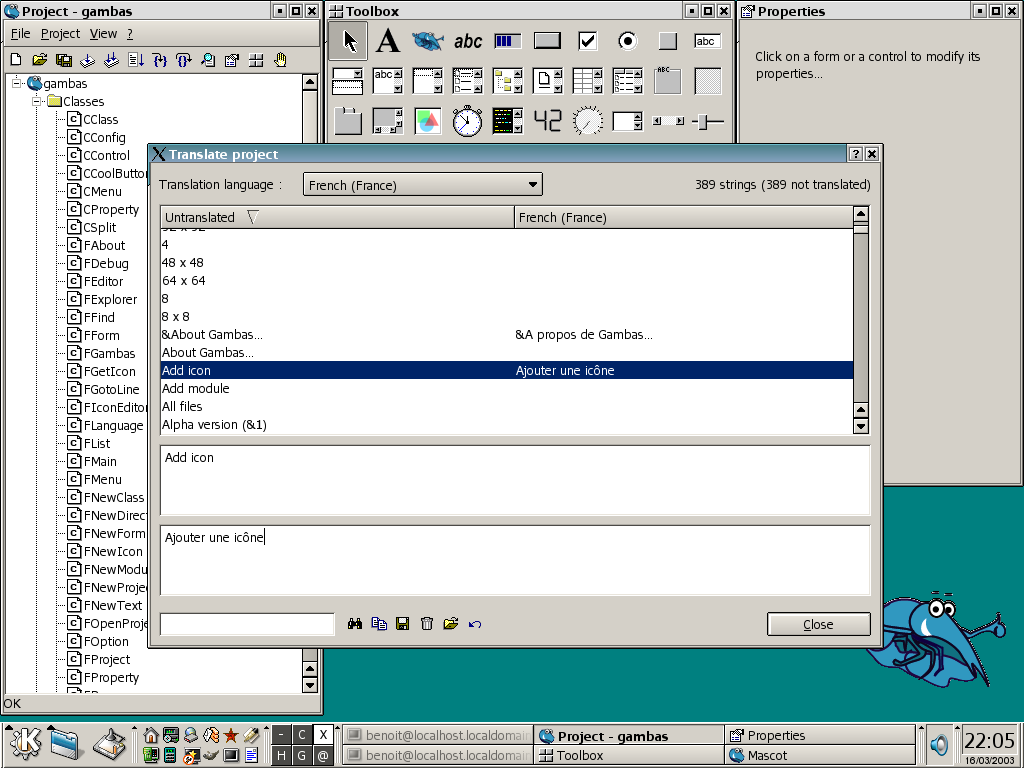 Project - gambas
File Project View ?
gambas
Classes
CClass
CConfig
CControl
CCoolButto
CMenu
CProperty
CSplit
FAbout
FDebug
FEditor
FExplorer
FFind
FForm
FGambas
FGetIcon
FGotoLine
FIconEditor
FLanguage
FList
FMain
FMenu
FNewClass
FNewDirec
FNewForm
FNewIcon
FNewModu
FNewProje
FNewText
FOpenProje
FOption
FProject
FProperty
OK
Toolbox
A abc abc
abc ABC
42
Properties
Click on a form or a control to modify its
properties...
Translate project
Translation language : French (France) 389 strings (389 not translated)
Untranslated French (France)
4
48 x 48
64 x 64
8
8 x 8
&About Gambas... &A propos de Gambas...
About Gambas...
Add icon Ajouter une icône
Add module
All files
Alpha version (&1)
Add icon
Ajouter une icône
Close
- C X
H G @
benoit@localhost.localdomain
benoit@localhost.localdomain
Project - gambas
Toolbox
Properties
Mascot
22:05
16/03/2003